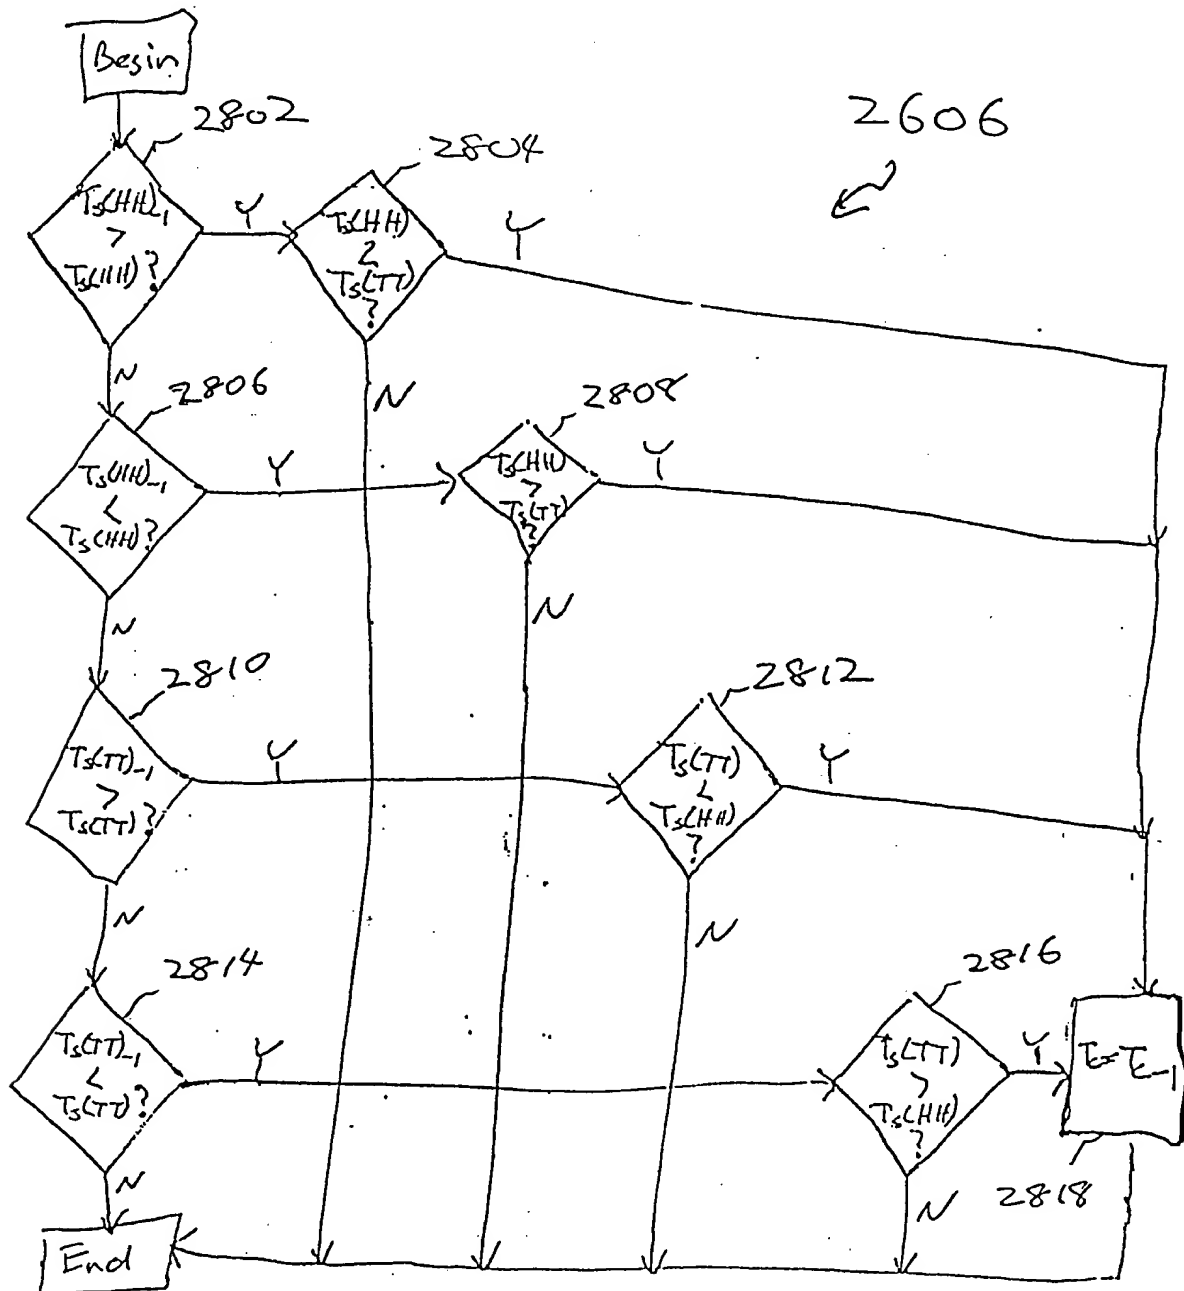 Begin
2802
2804
2606
Ts(HH)-1
>
Ts(HH)?
Y
Ts(HH)
<
Ts(TT)
?
Y
N
N
2806
2808
Ts(HH)-1
<
Ts(HH)?
Y
Ts(HH)
>
Ts(TT)
?
Y
N
N
2810
2812
Ts(TT)-1
>
Ts(TT)?
Y
Ts(TT)
<
Ts(HH)
?
Y
N
N
2814
2816
Ts(TT)-1
<
Ts(TT)?
Y
Ts(TT)
>
Ts(HH)
?
Y
Tc=Tc-1
N
N
2818
End